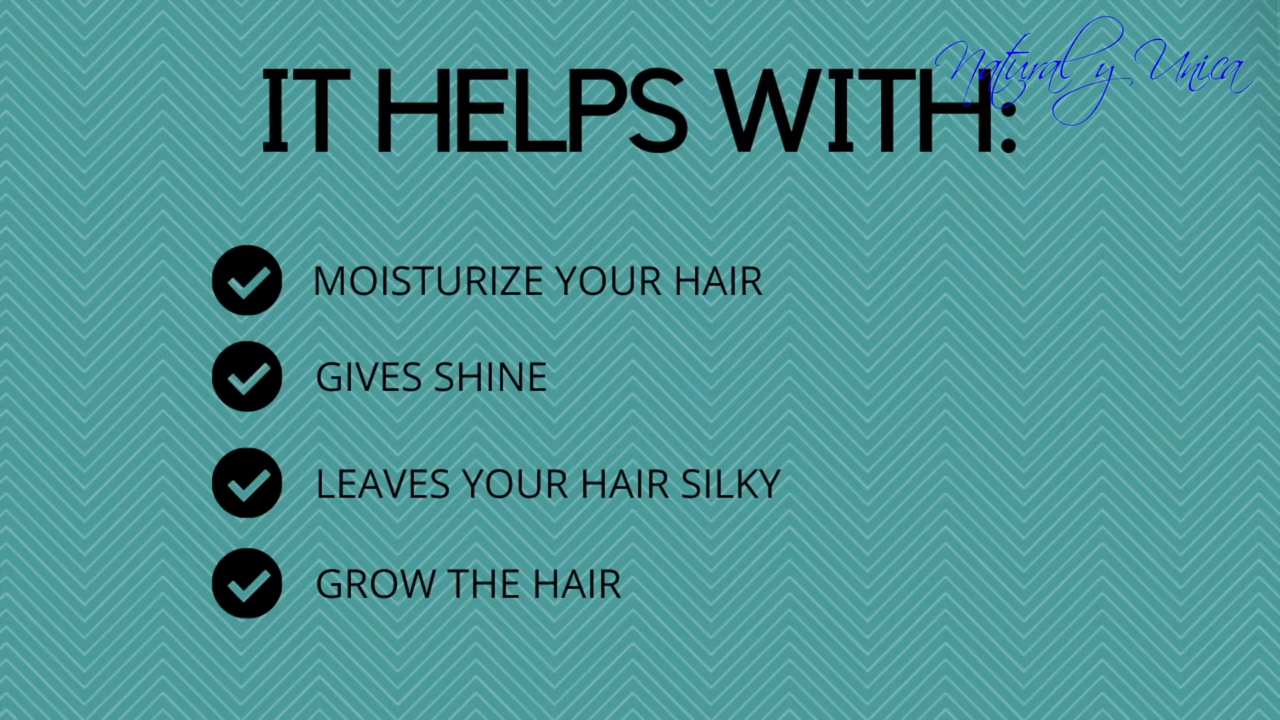 Natural y Unica
IT HELPS WITH:
MOISTURIZE YOUR HAIR
GIVES SHINE
LEAVES YOUR HAIR SILKY
GROW THE HAIR